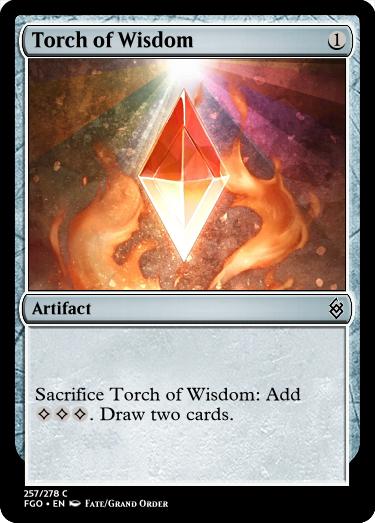 Torch of Wisdom 1
Artifact
Sacrifice Torch of Wisdom: Add
◇◇◇. Draw two cards.
257/278 C
FGO • EN Fate/Grand Order